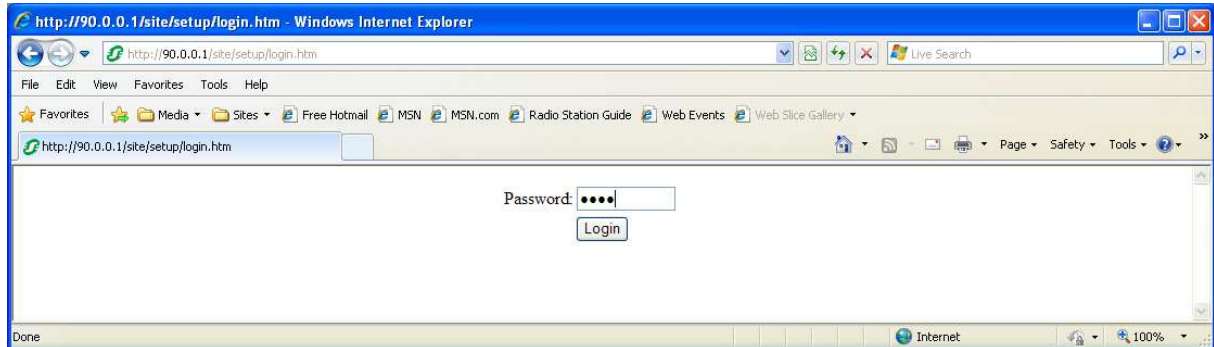 http://90.0.0.1/site/setup/login.htm - Windows Internet Explorer
http://90.0.0.1/site/setup/login.htm Live Search
File Edit View Favorites Tools Help
Favorites Media Sites Free Hotmail MSN MSN.com Radio Station Guide Web Events Web Slice Gallery
http://90.0.0.1/site/setup/login.htm Page Safety Tools
Password: ••••
Login
Done Internet 100%